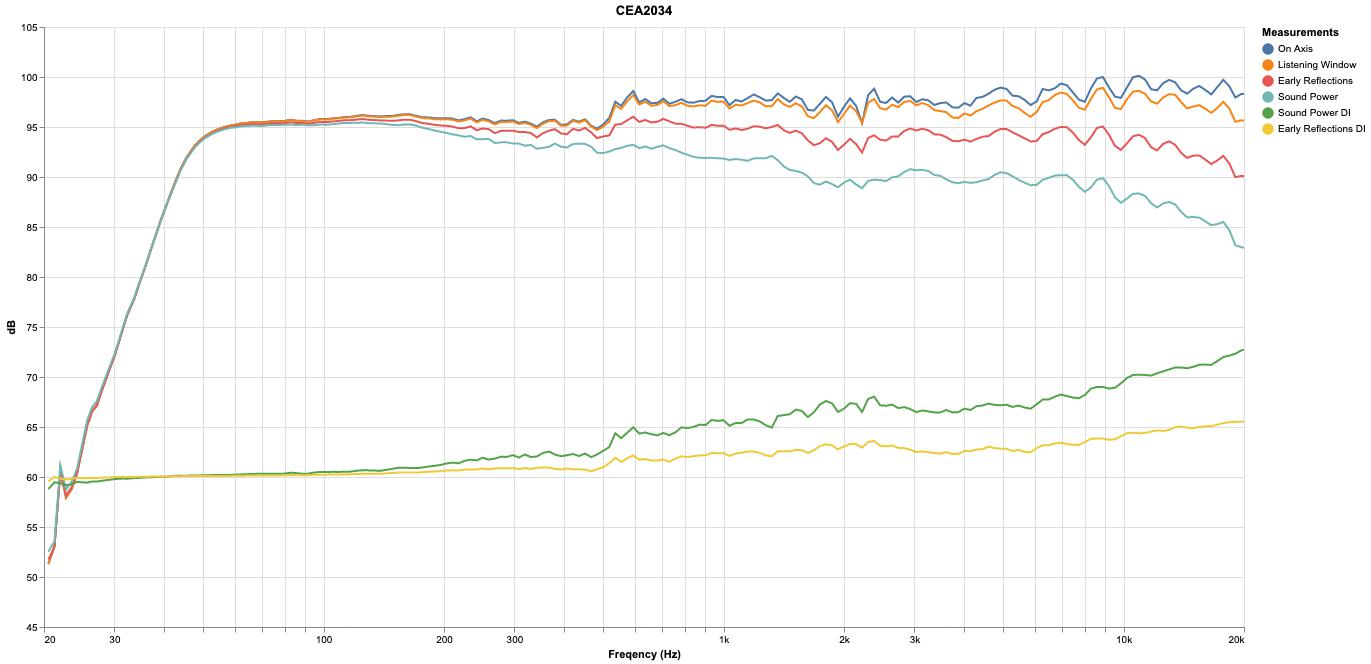 CEA2034
105
100
95
90
85
80
75
70
65
60
55
50
45
dB
20
30
100
200
300
1k
2k
3k
10k
20k
Freqency (Hz)
Measurements
On Axis
Listening Window
Early Reflections
Sound Power
Sound Power DI
Early Reflections DI